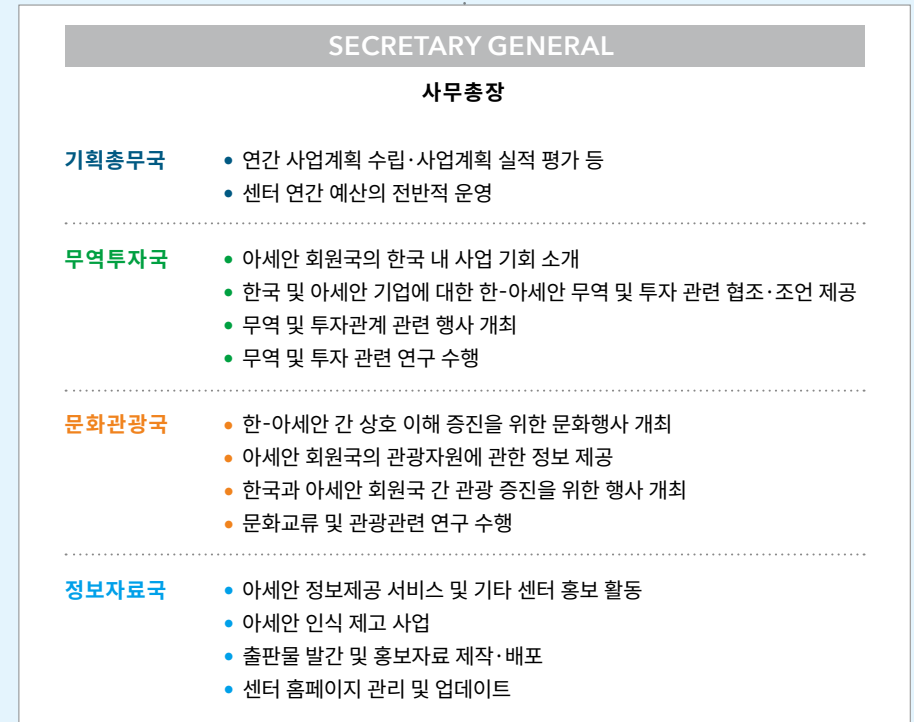 SECRETARY GENERAL
사무총장
기획총무국
• 연간 사업계획 수립·사업계획 실적 평가 등
• 센터 연간 예산의 전반적 운영
무역투자국
• 아세안 회원국의 한국 내 사업 기회 소개
• 한국 및 아세안 기업에 대한 한-아세안 무역 및 투자 관련 협조·조언 제공
• 무역 및 투자관계 관련 행사 개최
• 무역 및 투자 관련 연구 수행
문화관광국
• 한-아세안 간 상호 이해 증진을 위한 문화행사 개최
• 아세안 회원국의 관광자원에 관한 정보 제공
• 한국과 아세안 회원국 간 관광 증진을 위한 행사 개최
• 문화교류 및 관광관련 연구 수행
정보자료국
• 아세안 정보제공 서비스 및 기타 센터 홍보 활동
• 아세안 인식 제고 사업
• 출판물 발간 및 홍보자료 제작·배포
• 센터 홈페이지 관리 및 업데이트